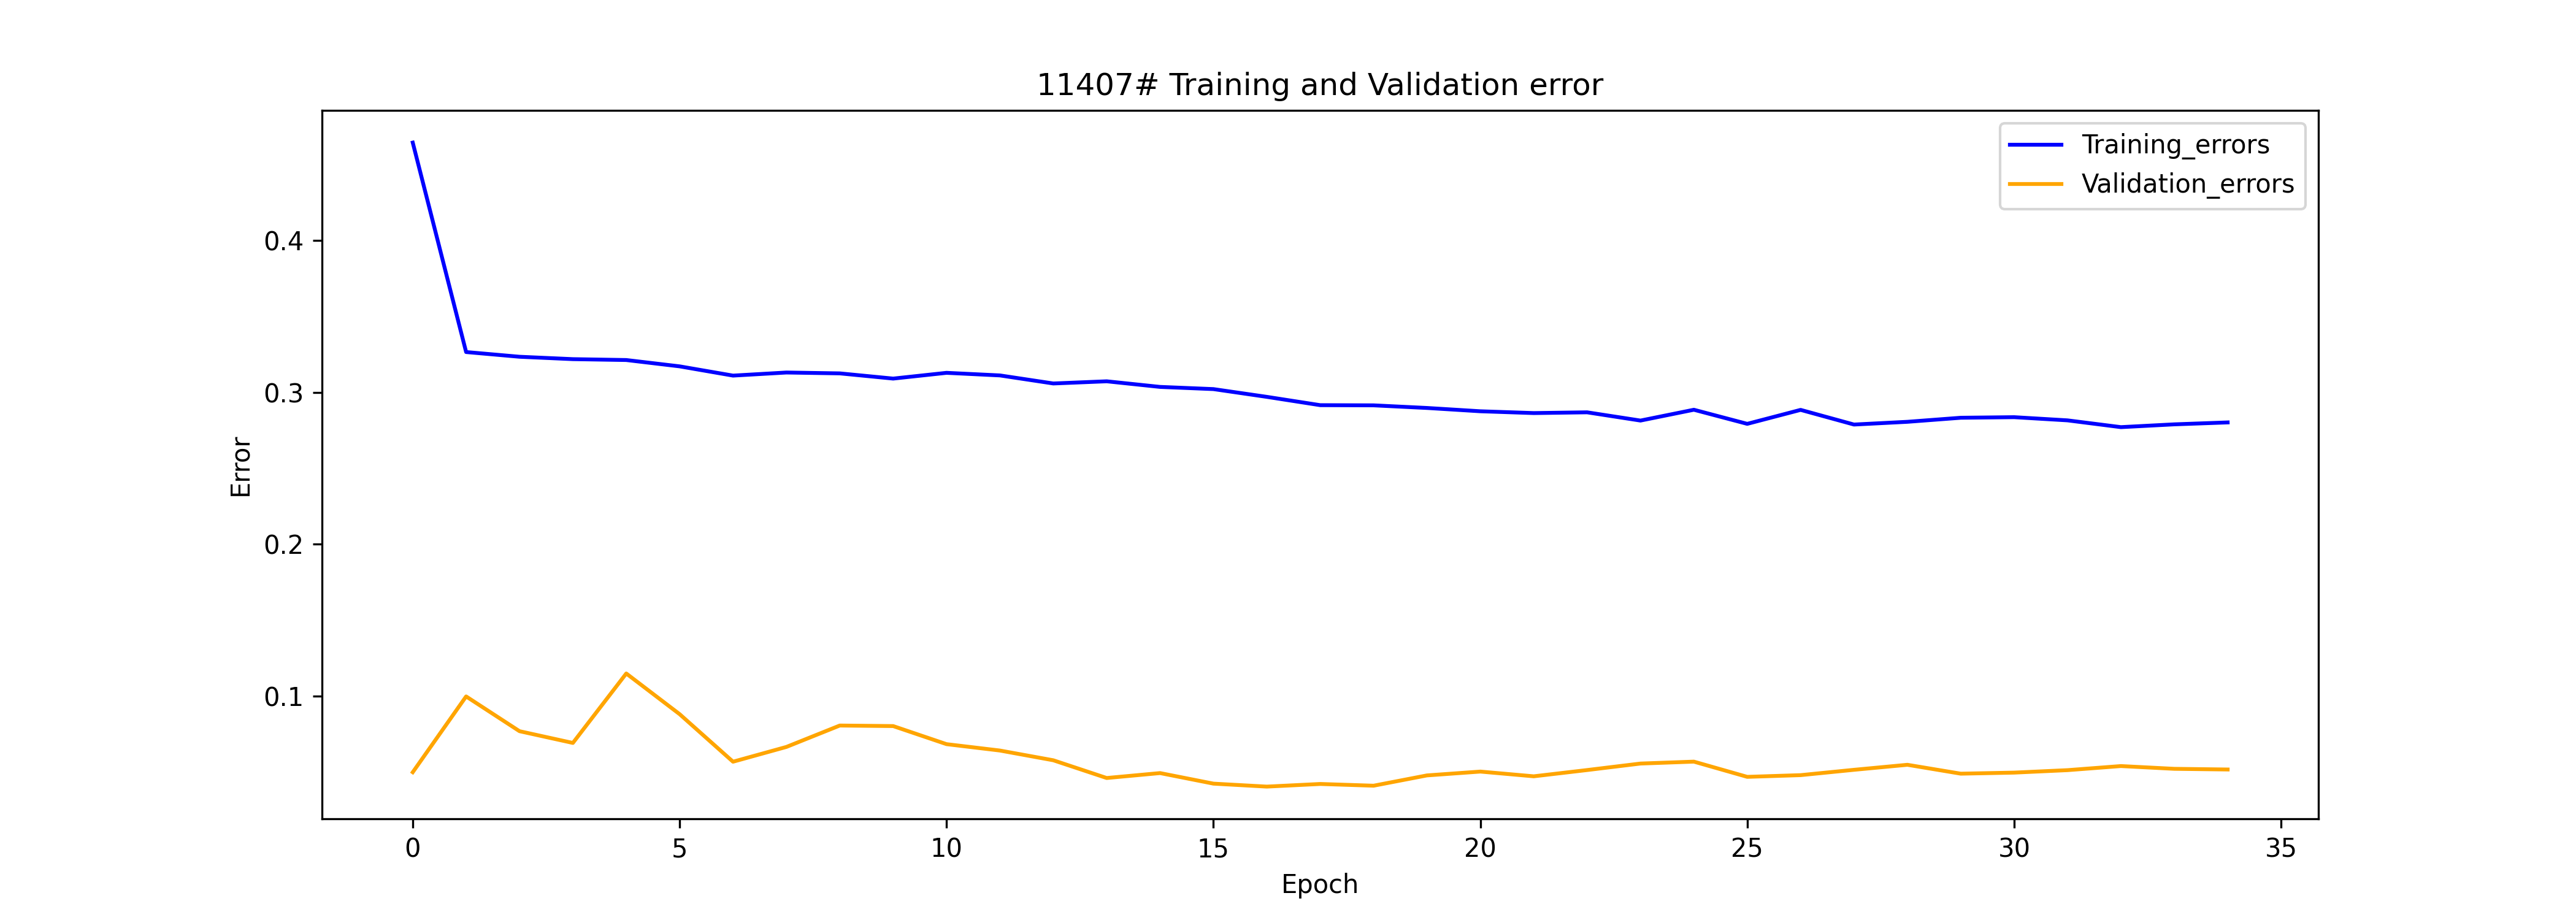 11407# Training and Validation error
Training_errors
Validation_errors
0.4
0.3
0.2
0.1
Error
0 5 10 15 20 25 30 35
Epoch